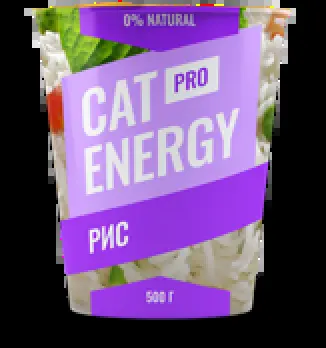 0% NATURAL
CAT PRO
ENERGY
РИС
500 Г